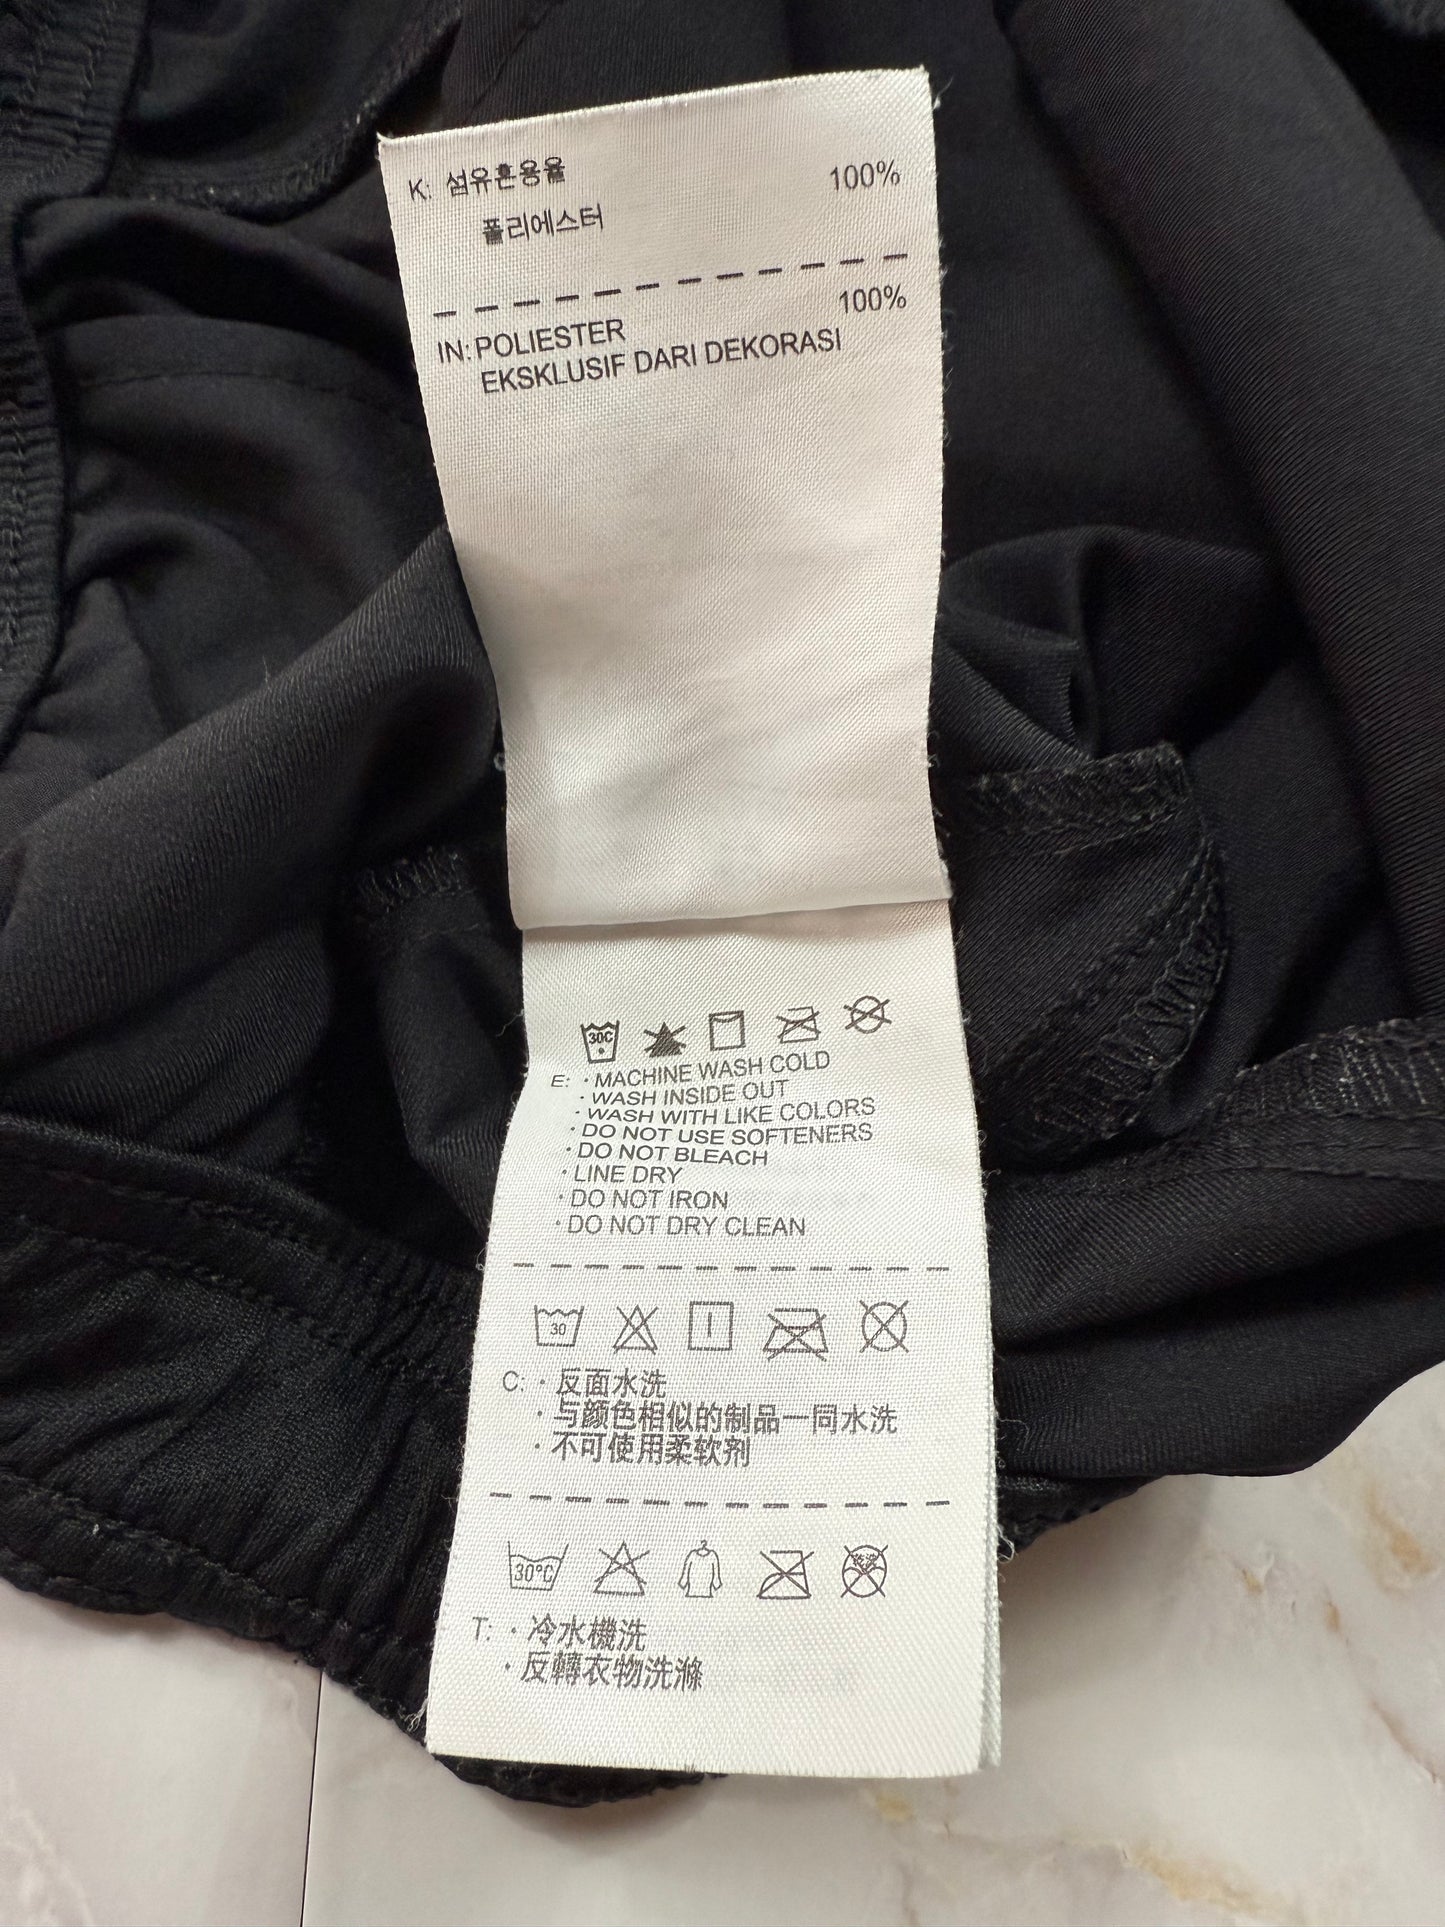 K: 섬유혼용율
폴리에스터 100%
IN: POLIESTER 100%
EKSKLUSIF DARI DEKORASI
30C
E: · MACHINE WASH COLD
· WASH INSIDE OUT
· WASH WITH LIKE COLORS
· DO NOT USE SOFTENERS
· DO NOT BLEACH
· LINE DRY
· DO NOT IRON
· DO NOT DRY CLEAN
30
C: · 反面水洗
· 与颜色相似的制品一同水洗
· 不可使用柔软剂
30°C
T: · 冷水機洗
· 反轉衣物洗滌